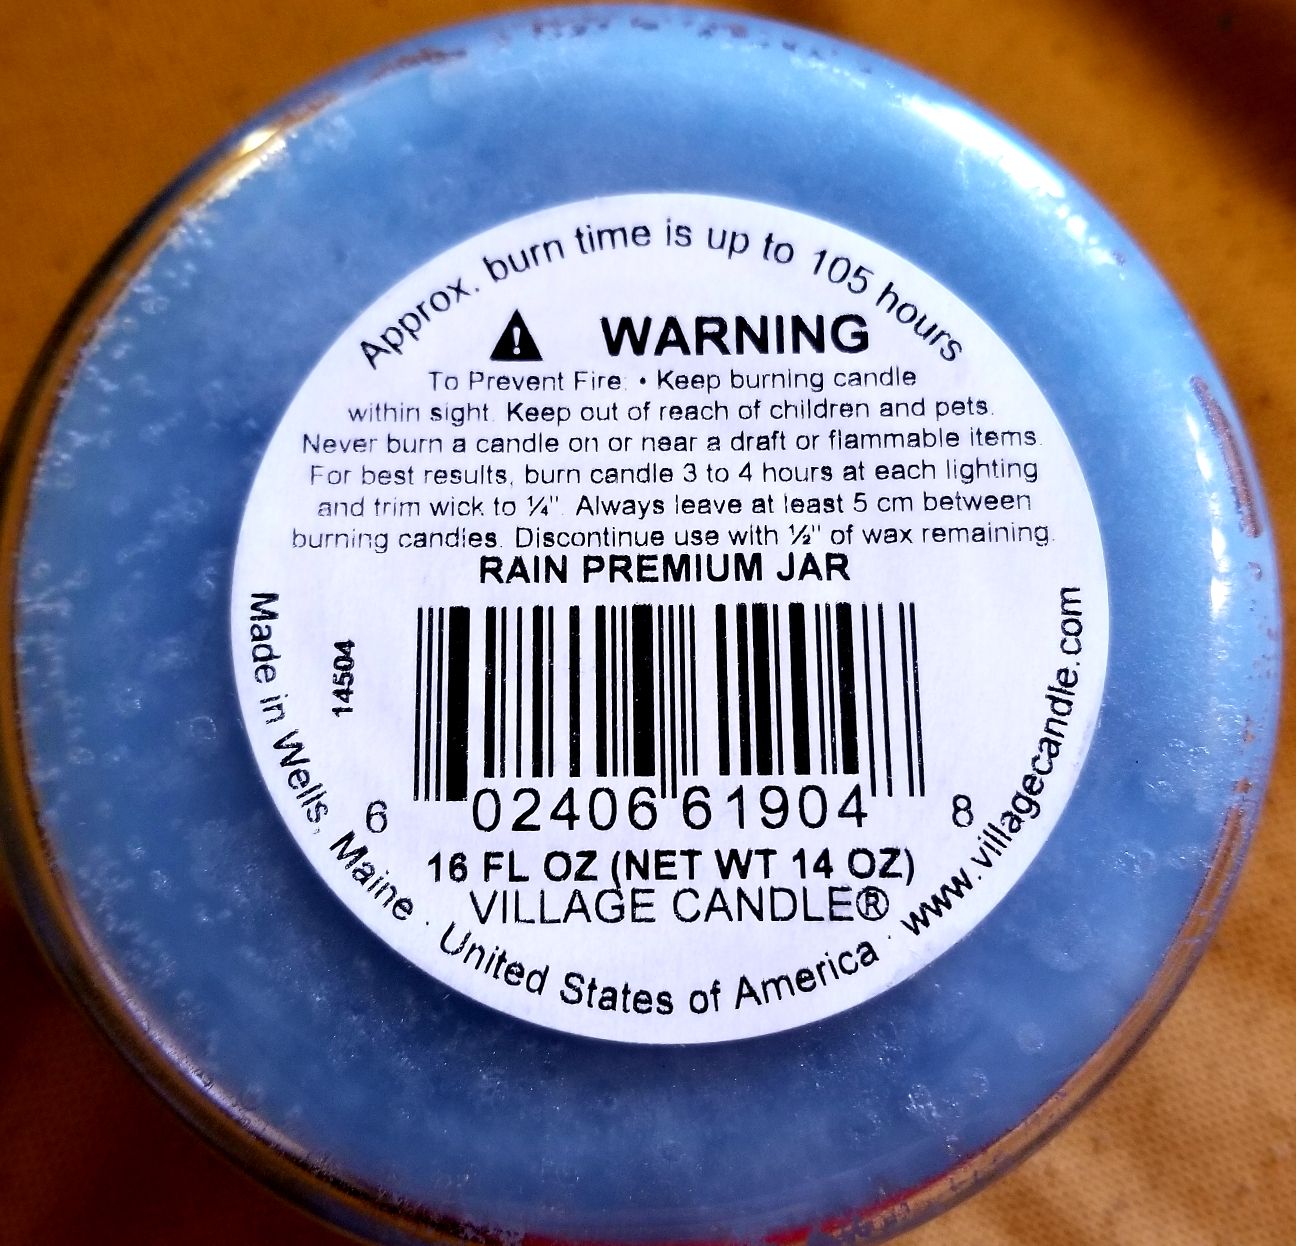 Approx. burn time is up to 105 hours
WARNING
To Prevent Fire: • Keep burning candle
within sight. Keep out of reach of children and pets.
Never burn a candle on or near a draft or flammable items.
For best results, burn candle 3 to 4 hours at each lighting
and trim wick to ¼". Always leave at least 5 cm between
burning candles. Discontinue use with ½" of wax remaining.
RAIN PREMIUM JAR
14504
6 02406 61904 8
16 FL OZ (NET WT 14 OZ)
VILLAGE CANDLE®
Made in Wells, Maine · United States of America · www.villagecandle.com